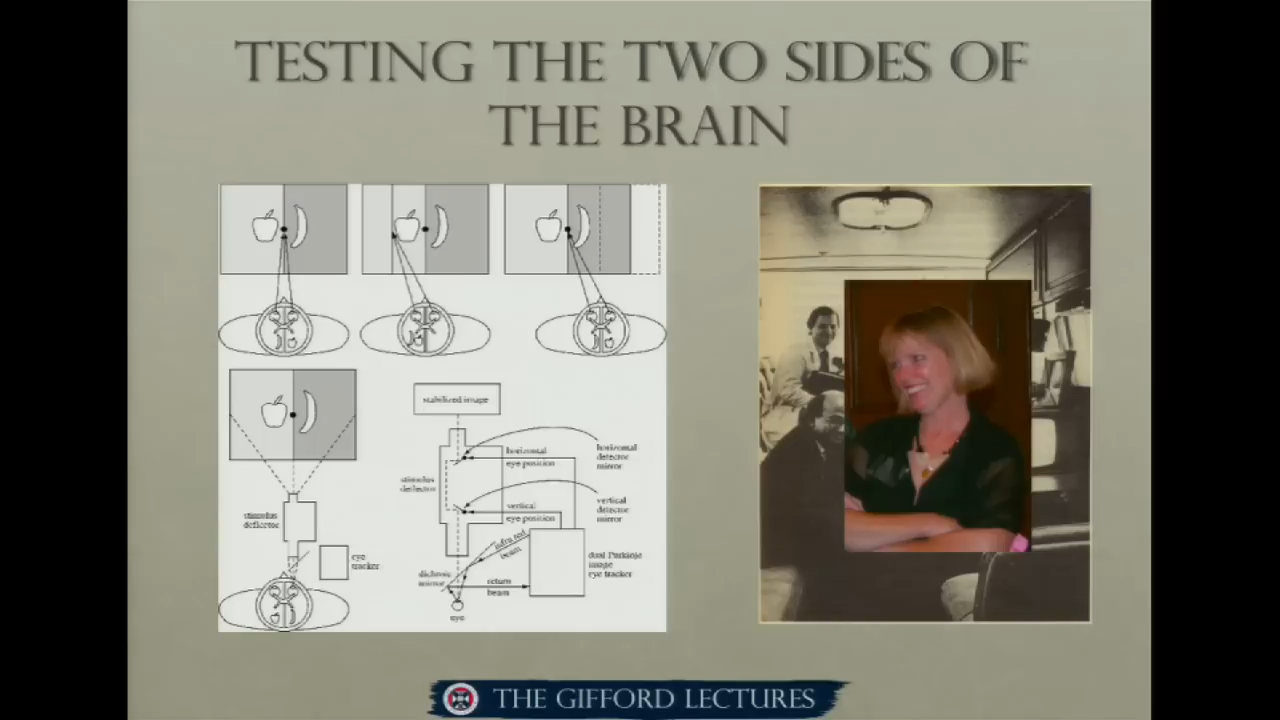 TESTING THE TWO SIDES OF
THE BRAIN
stabilized image
horizontal
eye position
horizontal
detector
mirror
stimulus
deflector
vertical
eye position
vertical
detector
mirror
stimulus
deflector
eye
tracker
infra red
beam
dual Purkinje
image
eye tracker
dichroic
mirror
return
beam
eye
THE GIFFORD LECTURES